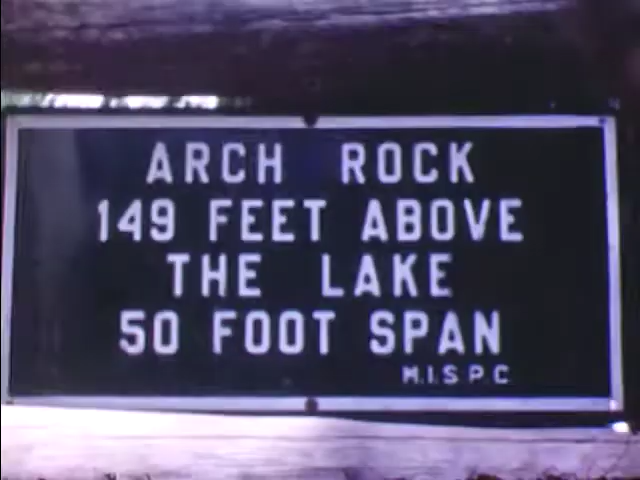 ARCH ROCK
149 FEET ABOVE
THE LAKE
50 FOOT SPAN
M.I.S.P.C